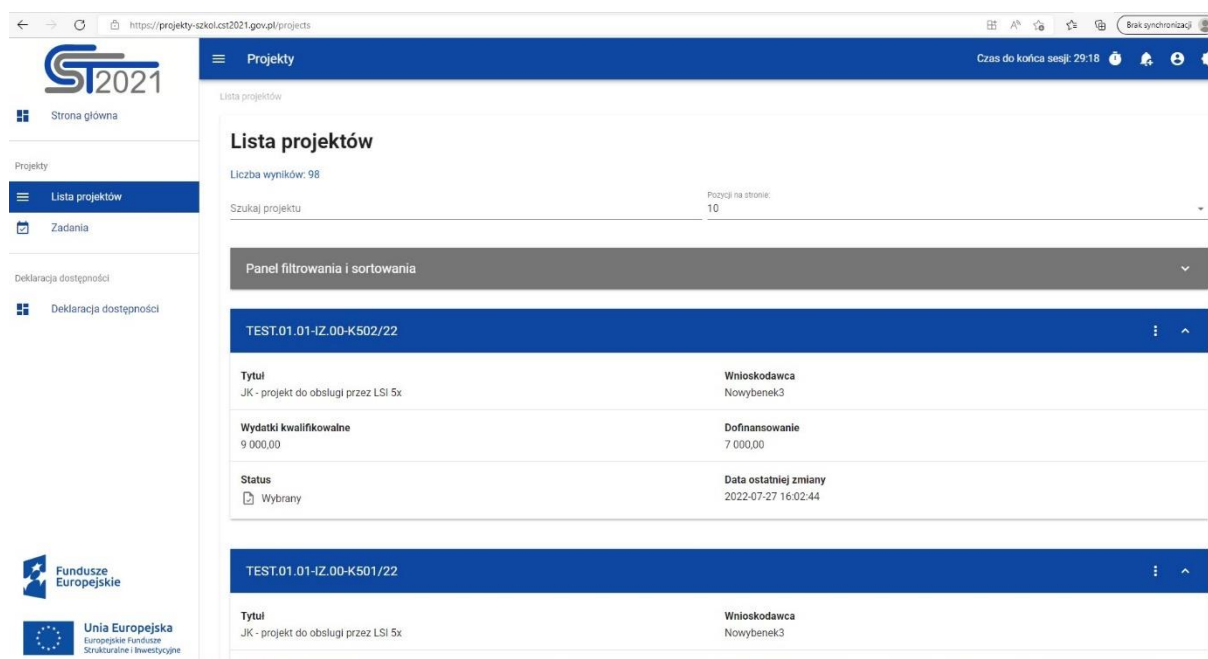 https://projekty-szkol.cst2021.gov.pl/projects
Brak synchronizacji
CST2021
Projekty
Czas do końca sesji: 29:18
Strona główna
Projekty
Lista projektów
Zadania
Deklaracja dostępności
Deklaracja dostępności
Lista projektów
Lista projektów
Liczba wyników: 98
Szukaj projektu
Pozycji na stronie:
10
Panel filtrowania i sortowania
TEST.01.01-IZ.00-K502/22
Tytuł
JK - projekt do obslugi przez LSI 5x
Wnioskodawca
Nowybenek3
Wydatki kwalifikowalne
9 000,00
Dofinansowanie
7 000,00
Status
Wybrany
Data ostatniej zmiany
2022-07-27 16:02:44
TEST.01.01-IZ.00-K501/22
Tytuł
JK - projekt do obslugi przez LSI 5x
Wnioskodawca
Nowybenek3
Fundusze
Europejskie
Unia Europejska
Europejskie Fundusze
Strukturalne i Inwestycyjne